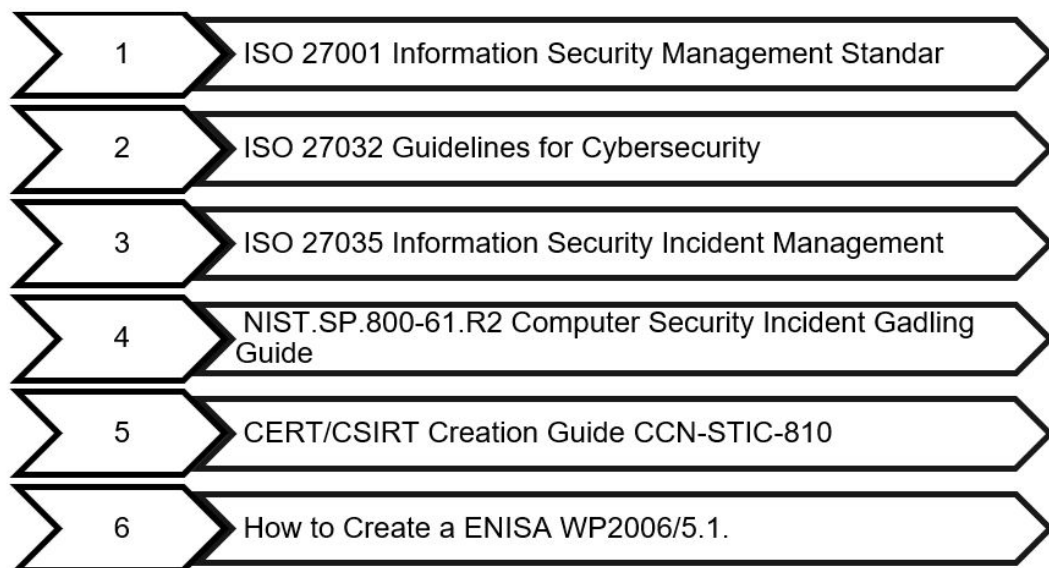 1
ISO 27001 Information Security Management Standar
2
ISO 27032 Guidelines for Cybersecurity
3
ISO 27035 Information Security Incident Management
4
NIST.SP.800-61.R2 Computer Security Incident Gadling
Guide
5
CERT/CSIRT Creation Guide CCN-STIC-810
6
How to Create a ENISA WP2006/5.1.